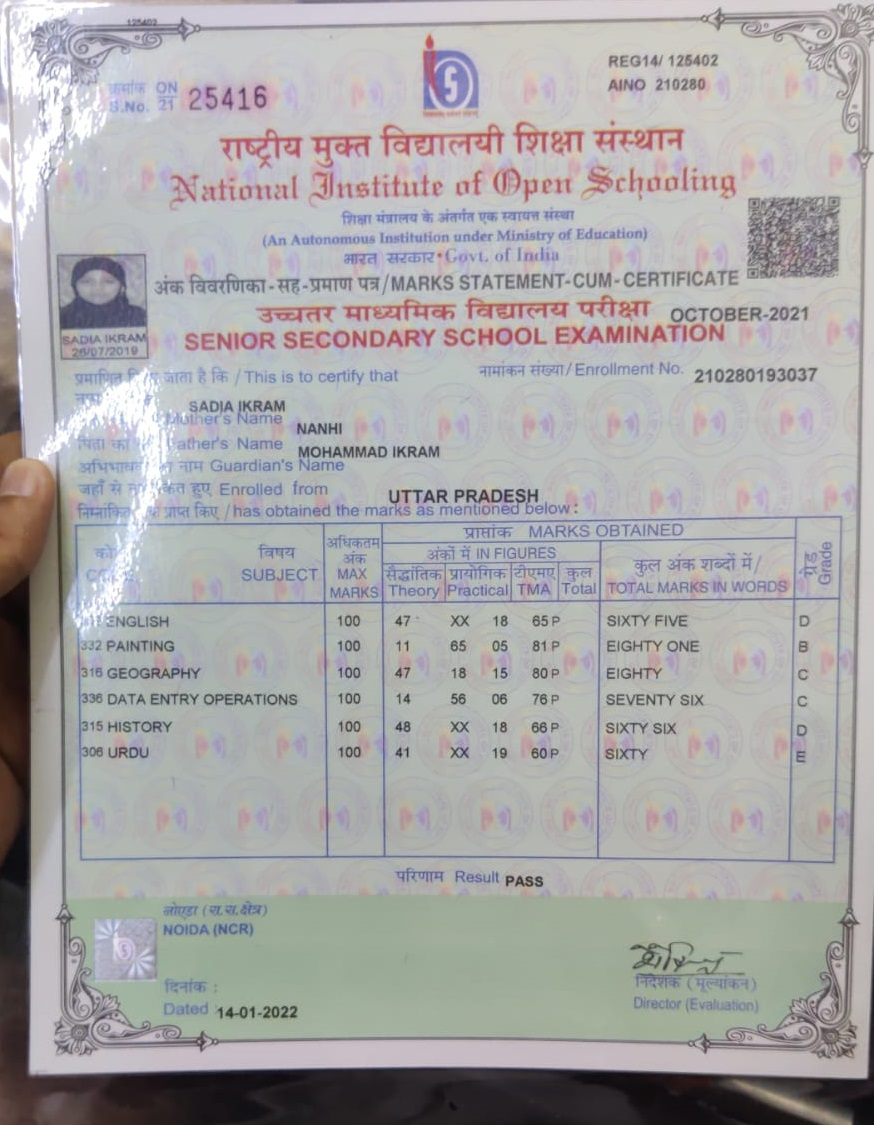 125402
REG14/ 125402
AINO 210280
क्रमांक ON
S.No. 21 25416
राष्ट्रीय मुक्त विद्यालयी शिक्षा संस्थान
National Institute of Open Schooling
शिक्षा मंत्रालय के अंतर्गत एक स्वायत्त संस्था
(An Autonomous Institution under Ministry of Education)
भारत सरकार•Govt. of India
अंक विवरणिका-सह-प्रमाण पत्र/MARKS STATEMENT-CUM-CERTIFICATE
उच्चतर माध्यमिक विद्यालय परीक्षा OCTOBER-2021
SENIOR SECONDARY SCHOOL EXAMINATION
SADIA IKRAM
26/07/2019
प्रमाणित जाता है कि / This is to certify that नामांकन संख्या/Enrollment No. 210280193037
SADIA IKRAM
Mother's Name NANHI
पिता का Father's Name MOHAMMAD IKRAM
नाम Guardian's Name
जहाँ से हुए Enrolled from UTTAR PRADESH
प्राप्त किए / has obtained the marks as mentioned below :
प्राप्तांक MARKS OBTAINED
विषय SUBJECT अधिकतम अंक MAX MARKS अंकों में IN FIGURES कुल अंक शब्दों में/ TOTAL MARKS IN WORDS ग्रेड Grade
सैद्धांतिक Theory प्रायोगिक Practical टीएमए TMA कुल Total
ENGLISH 100 47 XX 18 65 P SIXTY FIVE D
332 PAINTING 100 11 65 05 81 P EIGHTY ONE B
316 GEOGRAPHY 100 47 18 15 80 P EIGHTY C
336 DATA ENTRY OPERATIONS 100 14 56 06 76 P SEVENTY SIX C
315 HISTORY 100 48 XX 18 66 P SIXTY SIX D
306 URDU 100 41 XX 19 60 P SIXTY E
परिणाम Result PASS
नोएडा (रा.रा.क्षेत्र)
NOIDA (NCR)
दिनांक :
Dated 14-01-2022
निदेशक (मूल्यांकन)
Director (Evaluation)